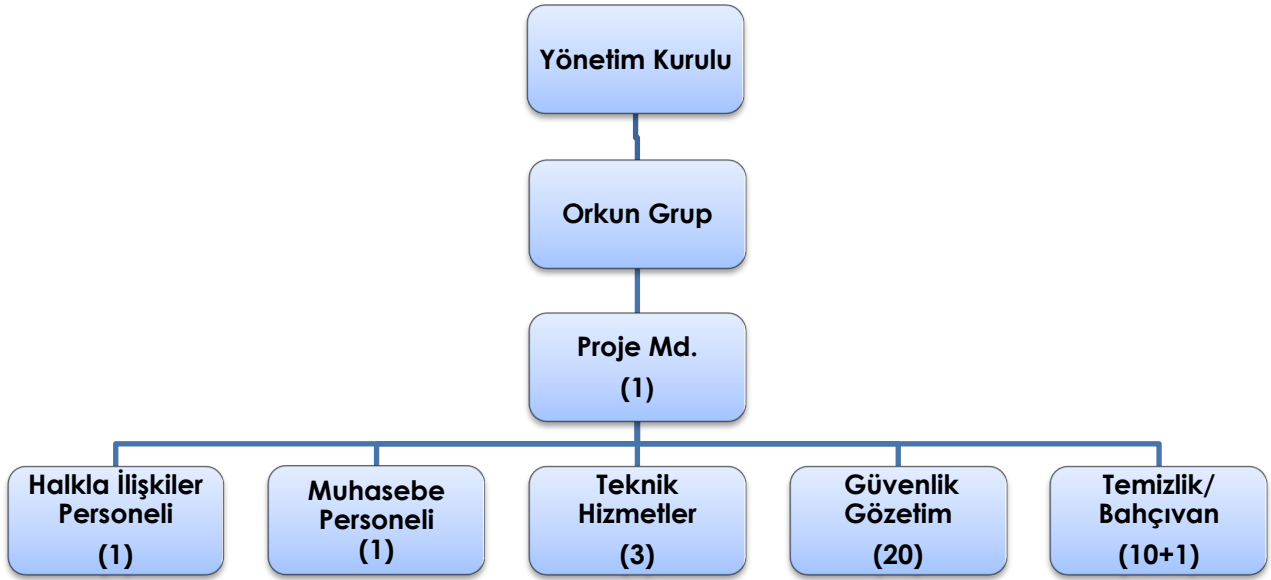 Yönetim Kurulu
Orkun Grup
Proje Md.
(1)
Halkla İlişkiler
Personeli
(1)
Muhasebe
Personeli
(1)
Teknik
Hizmetler
(3)
Güvenlik
Gözetim
(20)
Temizlik/
Bahçıvan
(10+1)